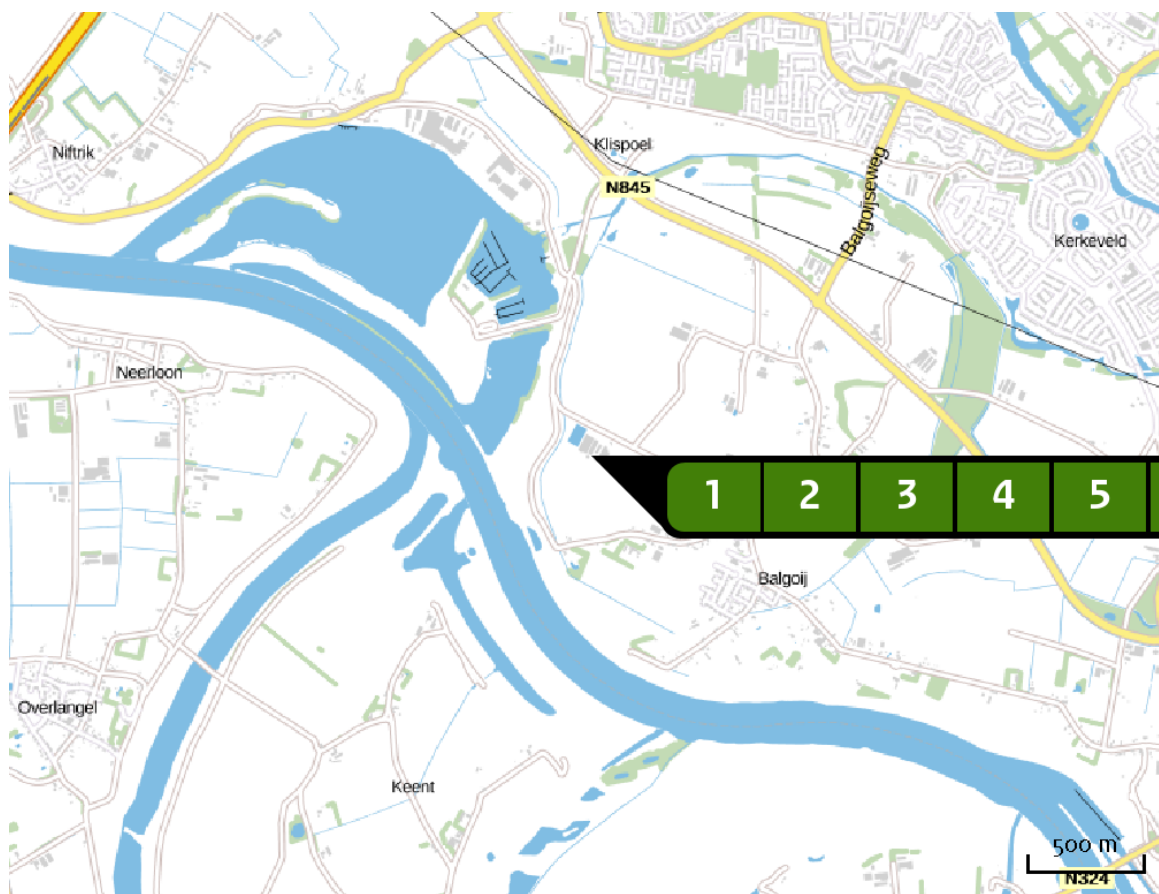 Klispoel
Niftrik
N845
Balgoijseweg
Kerkeveld
Neerloon
1 2 3 4 5
Balgoij
Overlangel
Keent
500 m
N324